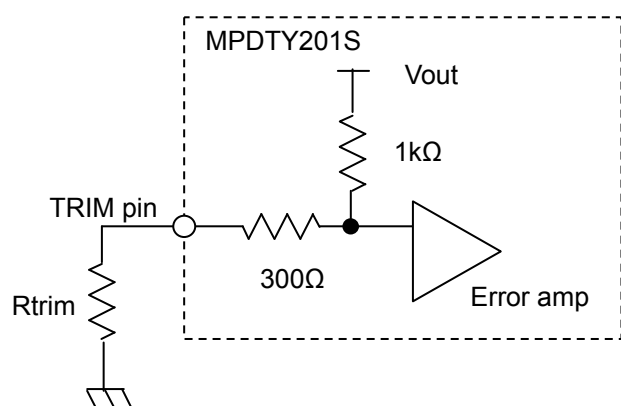 MPDTY201S
Vout
1kΩ
TRIM pin
300Ω
Rtrim
Error amp